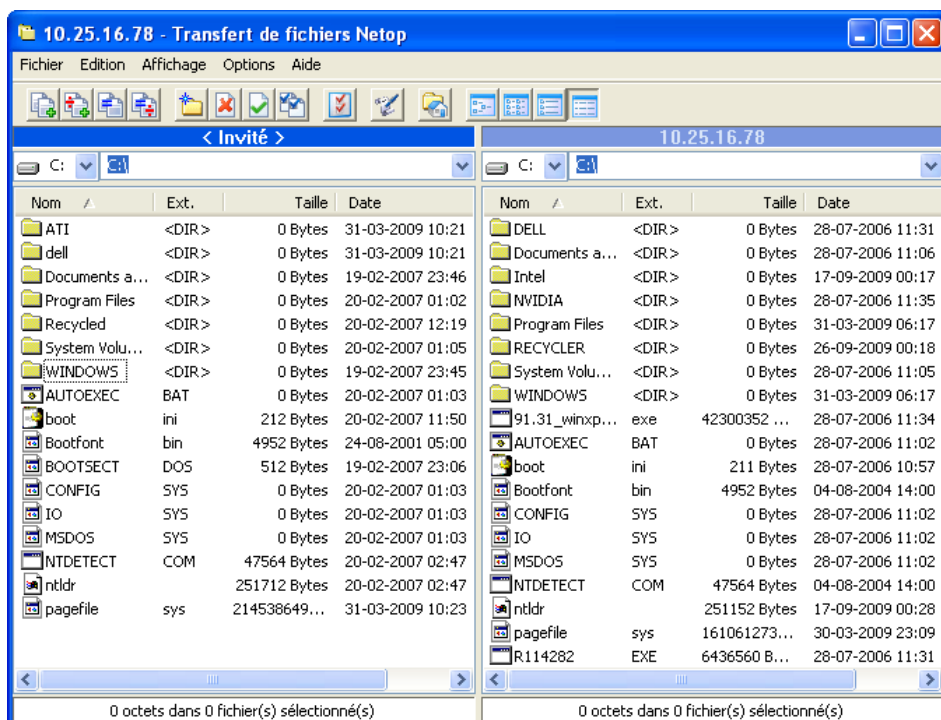 10.25.16.78 - Transfert de fichiers Netop
Fichier Edition Affichage Options Aide
< Invité >
C: C:\
Nom Ext. Taille Date
ATI <DIR> 0 Bytes 31-03-2009 10:21
dell <DIR> 0 Bytes 31-03-2009 10:21
Documents a... <DIR> 0 Bytes 19-02-2007 23:46
Program Files <DIR> 0 Bytes 20-02-2007 01:02
Recycled <DIR> 0 Bytes 20-02-2007 12:19
System Volu... <DIR> 0 Bytes 20-02-2007 01:05
WINDOWS <DIR> 0 Bytes 19-02-2007 23:45
AUTOEXEC BAT 0 Bytes 20-02-2007 01:03
boot ini 212 Bytes 20-02-2007 11:50
Bootfont bin 4952 Bytes 24-08-2001 05:00
BOOTSECT DOS 512 Bytes 19-02-2007 23:06
CONFIG SYS 0 Bytes 20-02-2007 01:03
IO SYS 0 Bytes 20-02-2007 01:03
MSDOS SYS 0 Bytes 20-02-2007 01:03
NTDETECT COM 47564 Bytes 20-02-2007 02:47
ntldr 251712 Bytes 20-02-2007 02:47
pagefile sys 214538649... 31-03-2009 10:23
0 octets dans 0 fichier(s) sélectionné(s)
10.25.16.78
C: C:\
Nom Ext. Taille Date
DELL <DIR> 0 Bytes 28-07-2006 11:31
Documents a... <DIR> 0 Bytes 28-07-2006 11:06
Intel <DIR> 0 Bytes 17-09-2009 00:17
NVIDIA <DIR> 0 Bytes 28-07-2006 11:35
Program Files <DIR> 0 Bytes 31-03-2009 06:17
RECYCLER <DIR> 0 Bytes 26-09-2009 00:18
System Volu... <DIR> 0 Bytes 28-07-2006 11:05
WINDOWS <DIR> 0 Bytes 31-03-2009 06:17
91.31_winxp... exe 42300352 ... 28-07-2006 11:34
AUTOEXEC BAT 0 Bytes 28-07-2006 11:02
boot ini 211 Bytes 28-07-2006 10:57
Bootfont bin 4952 Bytes 04-08-2004 14:00
CONFIG SYS 0 Bytes 28-07-2006 11:02
IO SYS 0 Bytes 28-07-2006 11:02
MSDOS SYS 0 Bytes 28-07-2006 11:02
NTDETECT COM 47564 Bytes 04-08-2004 14:00
ntldr 251152 Bytes 17-09-2009 00:28
pagefile sys 161061273... 30-03-2009 23:09
R114282 EXE 6436560 B... 28-07-2006 11:31
0 octets dans 0 fichier(s) sélectionné(s)